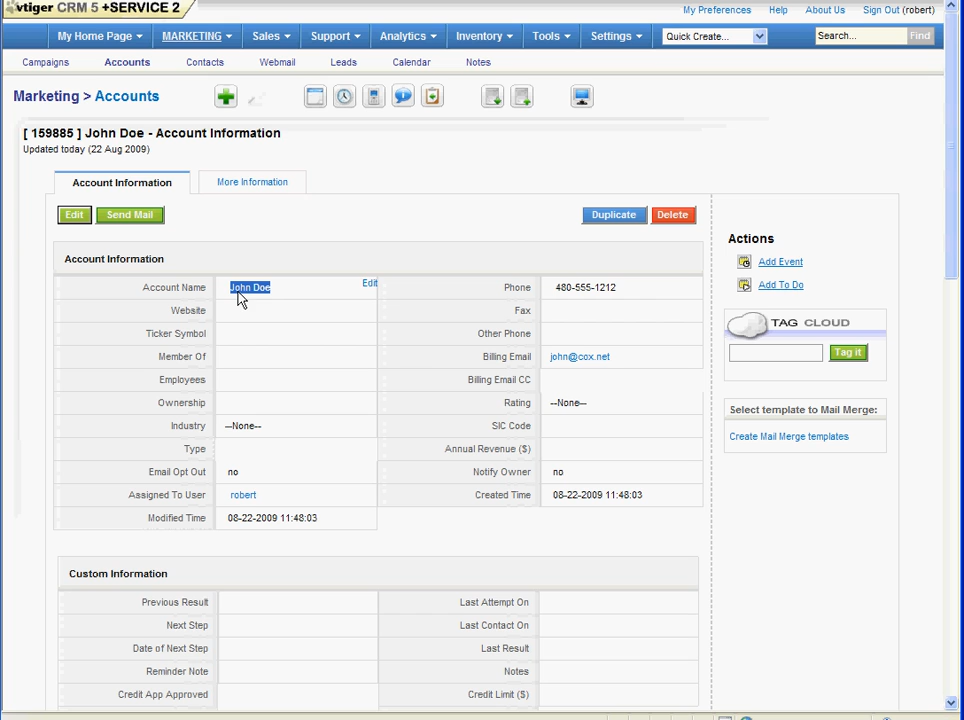 vtiger CRM 5 +SERVICE 2
My Preferences Help About Us Sign Out (robert)
My Home Page MARKETING Sales Support Analytics Inventory Tools Settings Quick Create... Search... Find
Campaigns Accounts Contacts Webmail Leads Calendar Notes
Marketing > Accounts
[ 159885 ] John Doe - Account Information
Updated today (22 Aug 2009)
Account Information More Information
Edit Send Mail Duplicate Delete
Account Information
Account Name John Doe Edit Phone 480-555-1212
Website Fax
Ticker Symbol Other Phone
Member Of Billing Email john@cox.net
Employees Billing Email CC
Ownership Rating --None--
Industry --None-- SIC Code
Type Annual Revenue ($)
Email Opt Out no Notify Owner no
Assigned To User robert Created Time 08-22-2009 11:48:03
Modified Time 08-22-2009 11:48:03
Actions
Add Event
Add To Do
TAG CLOUD
Tag it
Select template to Mail Merge:
Create Mail Merge templates
Custom Information
Previous Result Last Attempt On
Next Step Last Contact On
Date of Next Step Last Result
Reminder Note Notes
Credit App Approved Credit Limit ($)